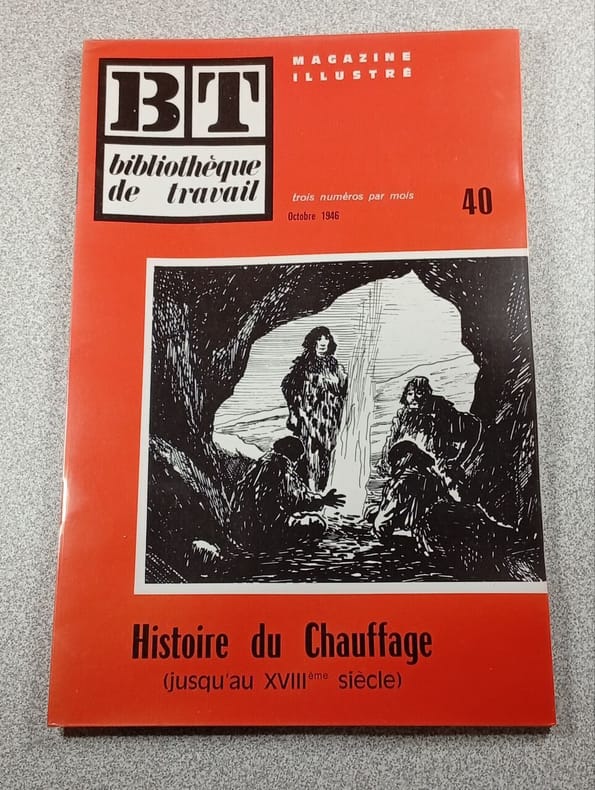 BT
MAGAZINE
ILLUSTRÉ
bibliothèque
de travail
trois numéros par mois
Octobre 1946
40
Histoire du Chauffage
(jusqu'au XVIIIème siècle)